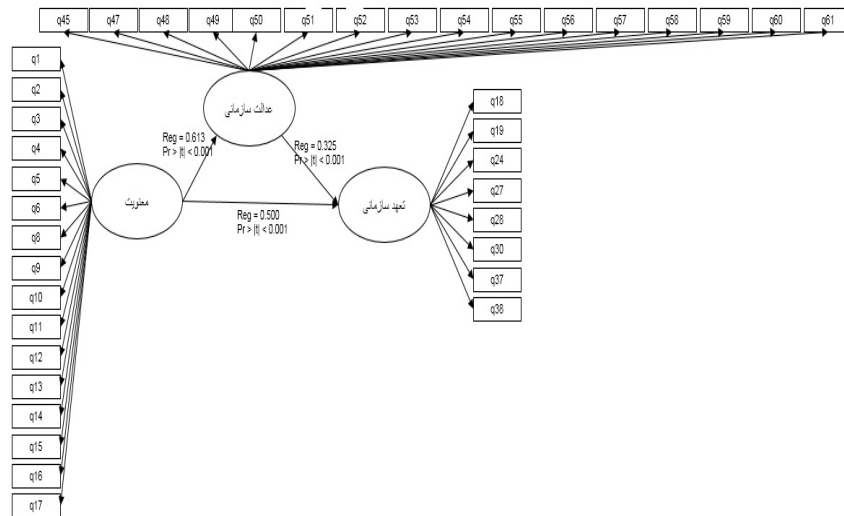 q45 q47 q48 q49 q50 q51 q52 q53 q54 q55 q56 q57 q58 q59 q60 q61
q1
q2
q3
q4
q5
q6
q8
q9
q10
q11
q12
q13
q14
q15
q16
q17
عدالت سازمانی
Reg = 0.613
Pr > |t| < 0.001
Reg = 0.325
Pr > |t| < 0.001
معنویت
Reg = 0.500
Pr > |t| < 0.001
تعهد سازمانی
q18
q19
q24
q27
q28
q30
q37
q38